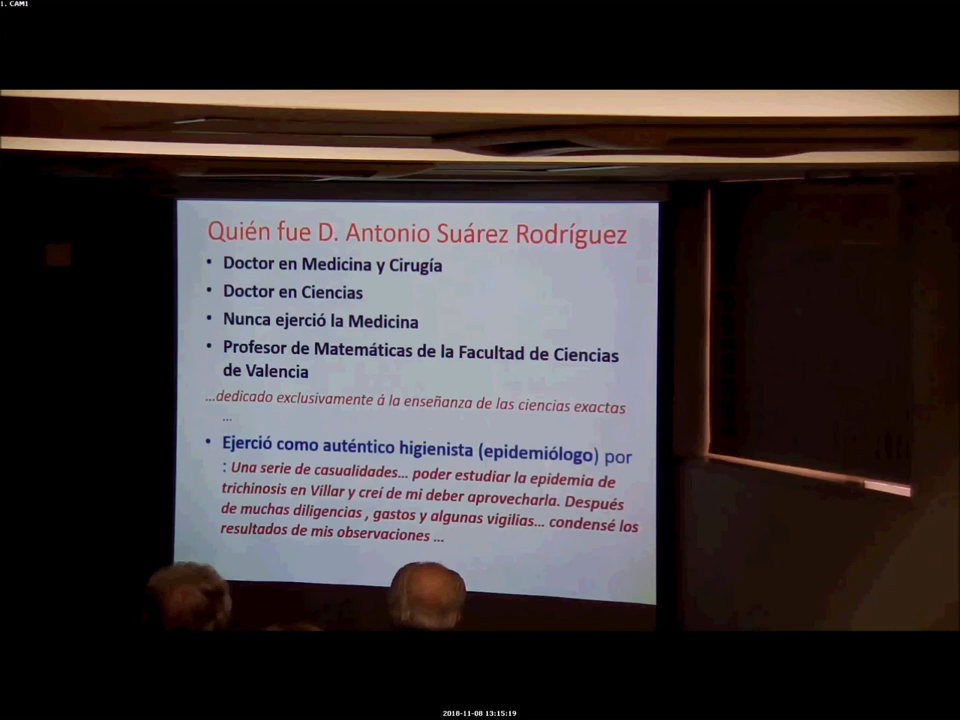 1. CAM1
Quién fue D. Antonio Suárez Rodríguez
• Doctor en Medicina y Cirugía
• Doctor en Ciencias
• Nunca ejerció la Medicina
• Profesor de Matemáticas de la Facultad de Ciencias
de Valencia
...dedicado exclusivamente á la enseñanza de las ciencias exactas
...
• Ejerció como auténtico higienista (epidemiólogo) por
: Una serie de casualidades... poder estudiar la epidemia de
trichinosis en Villar y creí de mi deber aprovecharla. Después
de muchas diligencias , gastos y algunas vigilias... condensé los
resultados de mis observaciones ...
2018-11-08 13:15:19